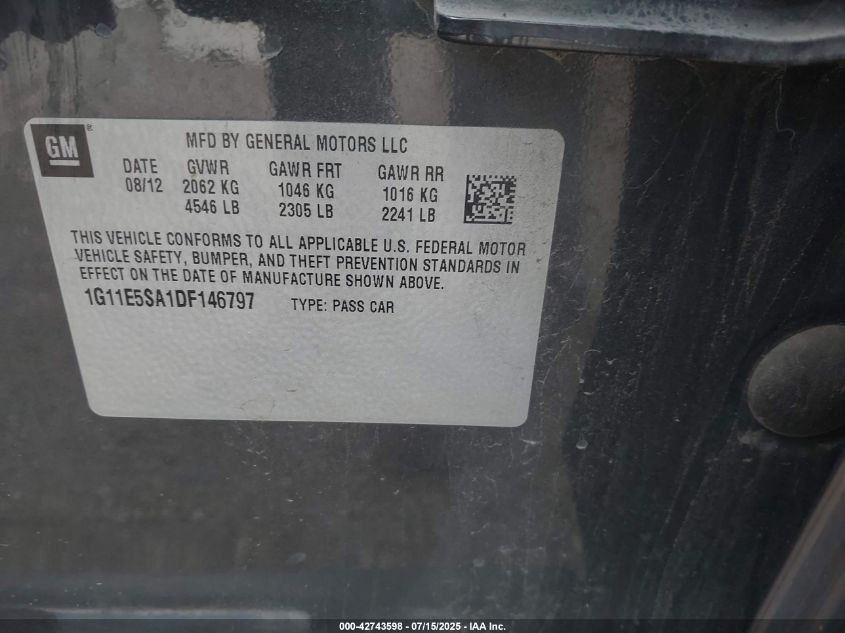 GM®
MFD BY GENERAL MOTORS LLC
DATE GVWR GAWR FRT GAWR RR
08/12 2062 KG 1046 KG 1016 KG
4546 LB 2305 LB 2241 LB
THIS VEHICLE CONFORMS TO ALL APPLICABLE U.S. FEDERAL MOTOR
VEHICLE SAFETY, BUMPER, AND THEFT PREVENTION STANDARDS IN
EFFECT ON THE DATE OF MANUFACTURE SHOWN ABOVE.
1G11E5SA1DF146797 TYPE: PASS CAR
000-42743598 - 07/15/2025 - IAA Inc.